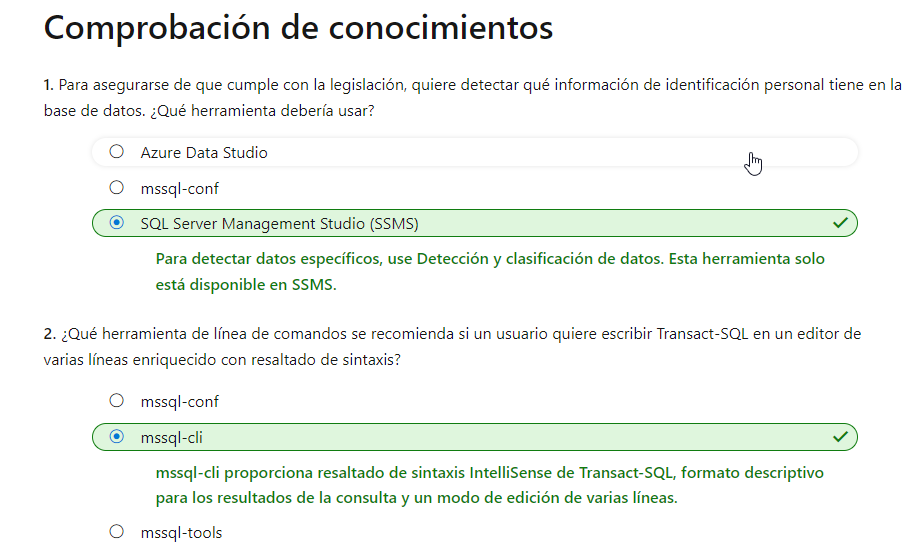 Comprobación de conocimientos
1. Para asegurarse de que cumple con la legislación, quiere detectar qué información de identificación personal tiene en la
base de datos. ¿Qué herramienta debería usar?
Azure Data Studio
mssql-conf
SQL Server Management Studio (SSMS)
Para detectar datos específicos, use Detección y clasificación de datos. Esta herramienta solo
está disponible en SSMS.
2. ¿Qué herramienta de línea de comandos se recomienda si un usuario quiere escribir Transact-SQL en un editor de
varias líneas enriquecido con resaltado de sintaxis?
mssql-conf
mssql-cli
mssql-cli proporciona resaltado de sintaxis IntelliSense de Transact-SQL, formato descriptivo
para los resultados de la consulta y un modo de edición de varias líneas.
mssql-tools